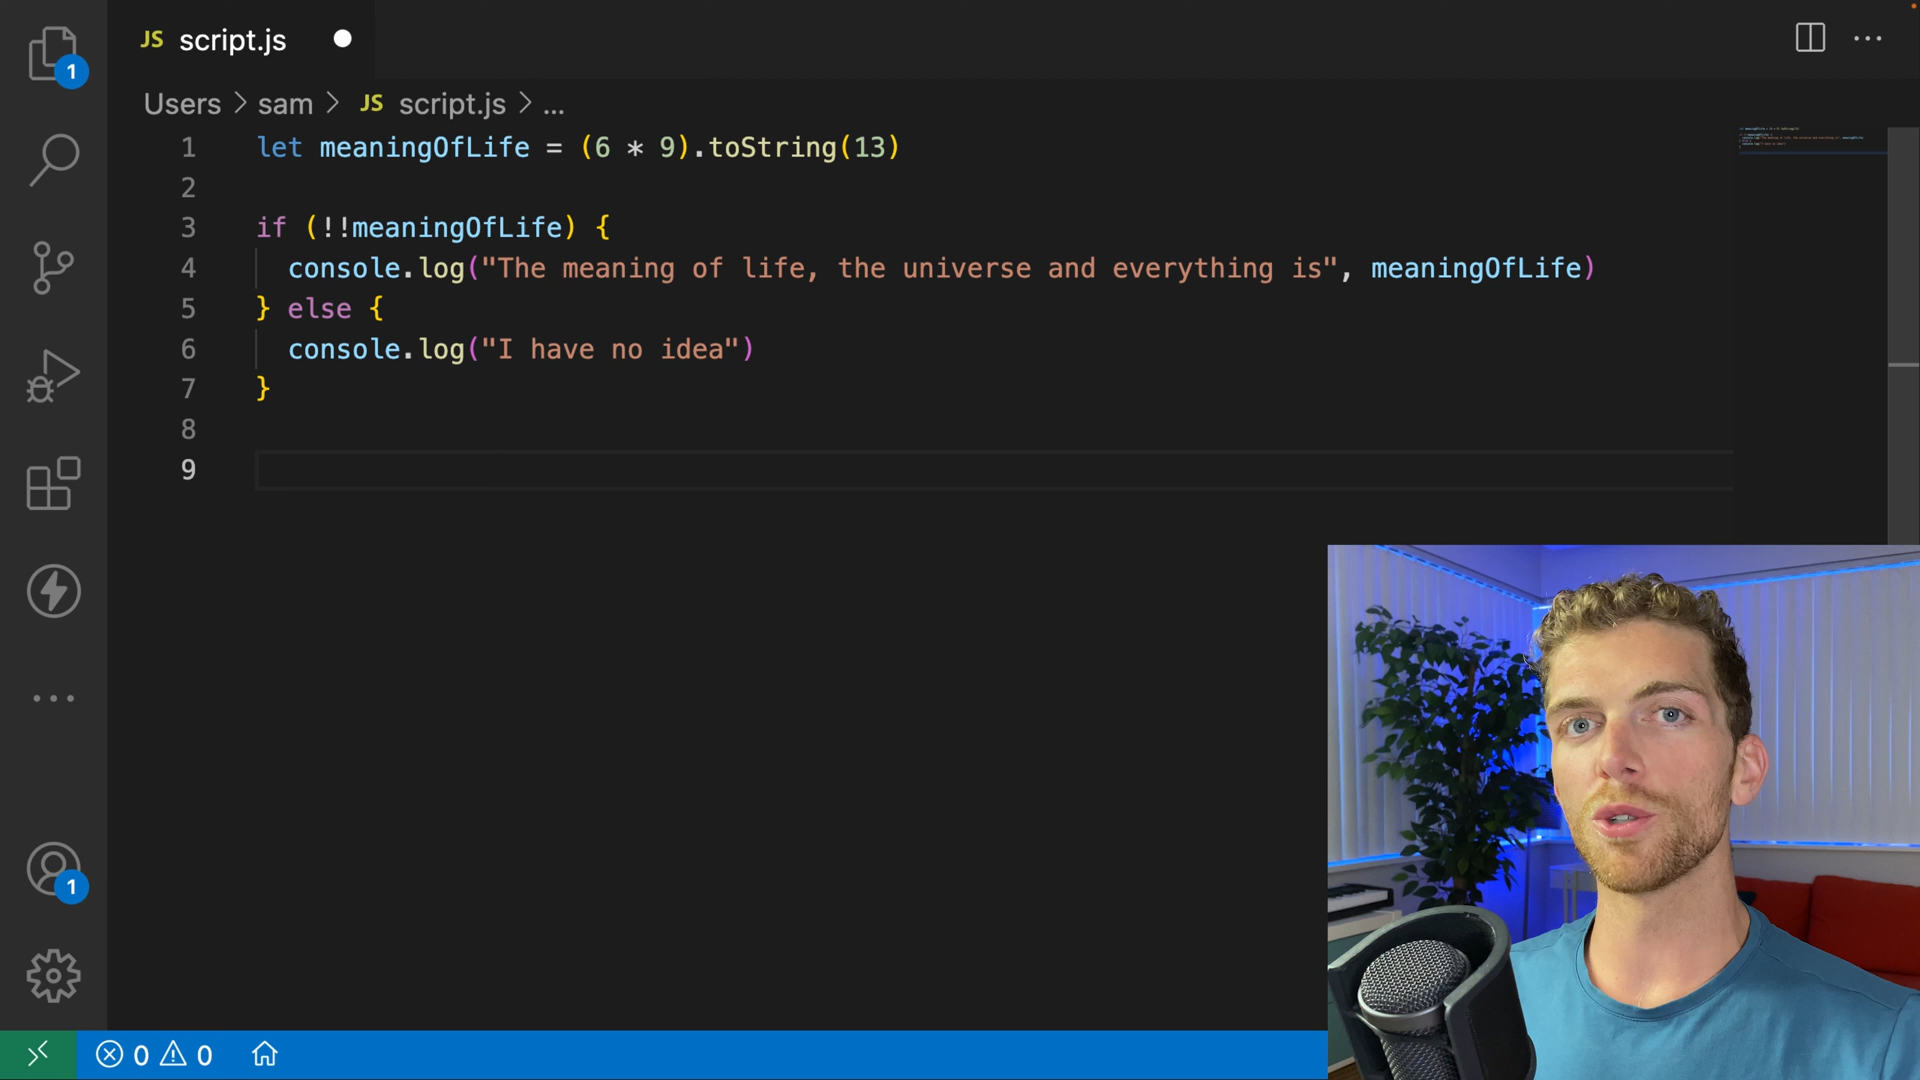 JS script.js
1
Users > sam > JS script.js > ...
1 let meaningOfLife = (6 * 9).toString(13)
2
3 if (!!meaningOfLife) {
4 console.log("The meaning of life, the universe and everything is", meaningOfLife)
5 } else {
6 console.log("I have no idea")
7 }
8
9
1
0 0